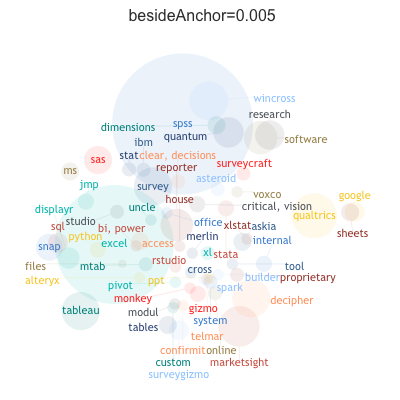 besideAnchor=0.005
wincross
research
dimensions
spss
ibm
quantum
software
stat
clear, decisions
sas
reporter
surveycraft
ms
asteroid
jmp
survey
voxco
google
house
critical, vision
displayr
uncle
qualtrics
sql
studio
bi, power
office
xlstat
askia
sheets
python
merlin
snap
excel
access
internal
xl
stata
rstudio
files
mtab
cross
tool
alteryx
pivot
ppt
builder
proprietary
spark
monkey
decipher
tableau
modul
gizmo
tables
system
telmar
confirmit
online
custom
marketsight
surveygizmo